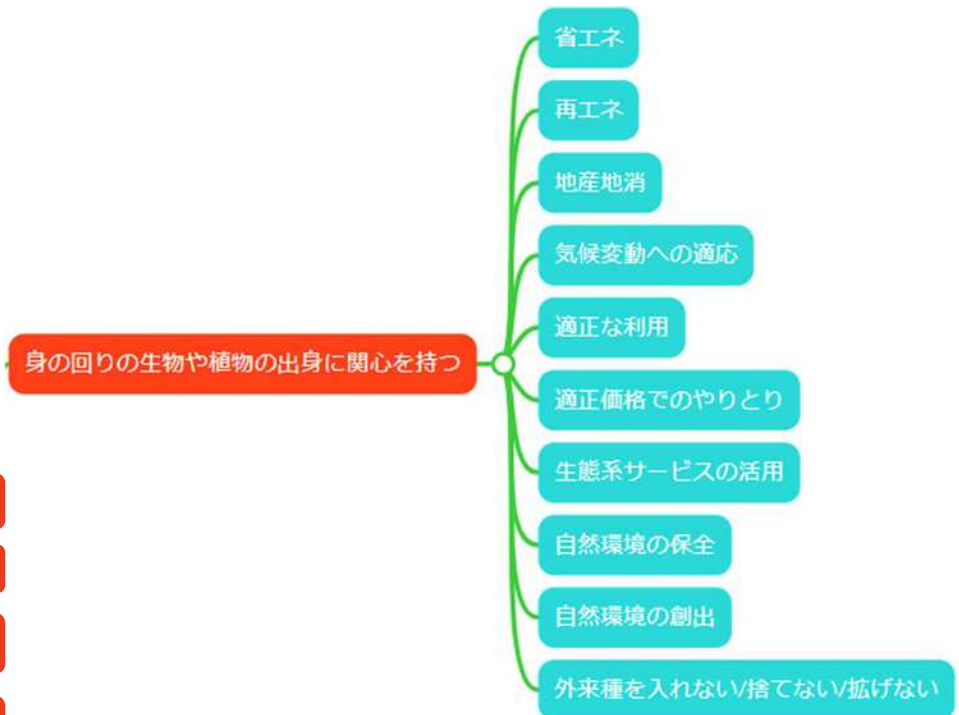 省エネ
再エネ
地産地消
気候変動への適応
適正な利用
身の回りの生物や植物の出身に関心を持つ
適正価格でのやりとり
生態系サービスの活用
自然環境の保全
自然環境の創出
外来種を入れない/捨てない/拡げない